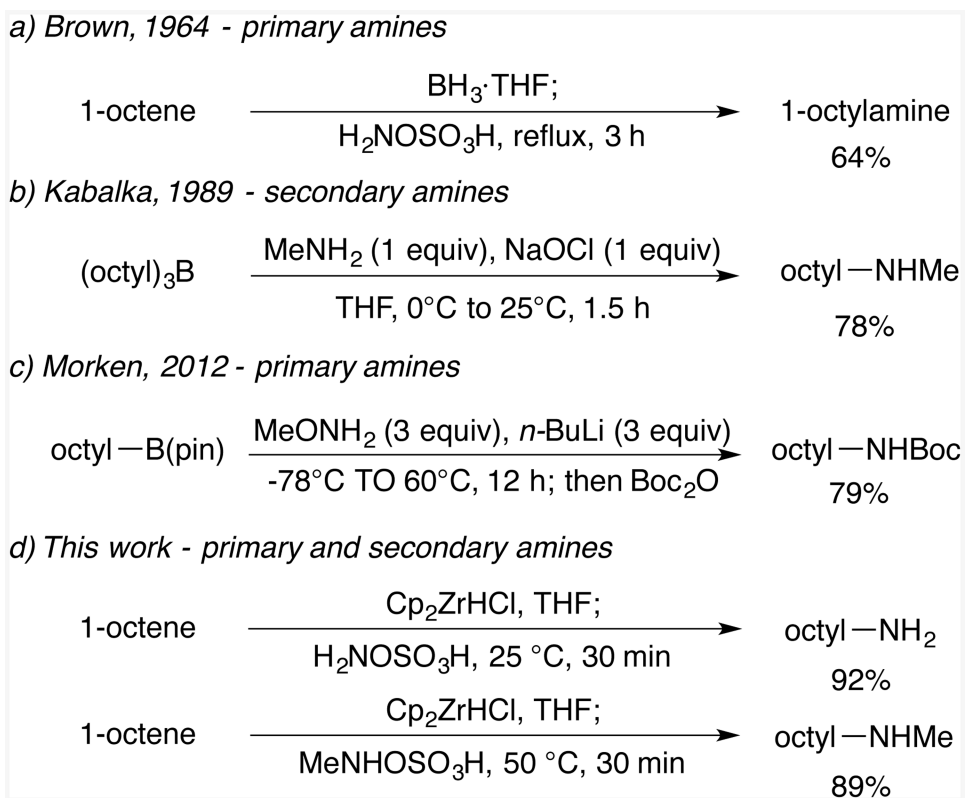 a) Brown, 1964 - primary amines
BH₃·THF;
1-octene 1-octylamine
H₂NOSO₃H, reflux, 3 h
64%
b) Kabalka, 1989 - secondary amines
MeNH₂ (1 equiv), NaOCl (1 equiv)
(octyl)₃B octyl—NHMe
THF, 0°C to 25°C, 1.5 h
78%
c) Morken, 2012 - primary amines
MeONH₂ (3 equiv), n-BuLi (3 equiv)
octyl—B(pin) octyl—NHBoc
-78°C TO 60°C, 12 h; then Boc₂O
79%
d) This work - primary and secondary amines
Cp₂ZrHCl, THF;
1-octene octyl—NH₂
H₂NOSO₃H, 25 °C, 30 min
92%
Cp₂ZrHCl, THF;
1-octene octyl—NHMe
MeNHOSO₃H, 50 °C, 30 min
89%